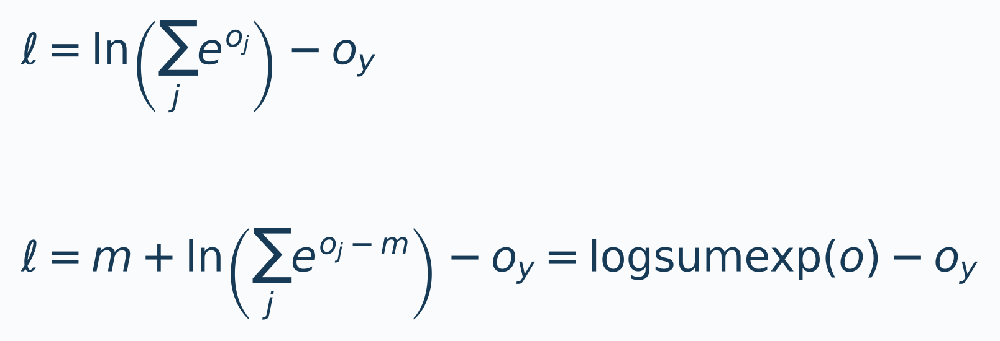 ℓ = ln(∑_j e^{o_j}) − o_y
ℓ = m + ln(∑_j e^{o_j − m}) − o_y = logsumexp(o) − o_y